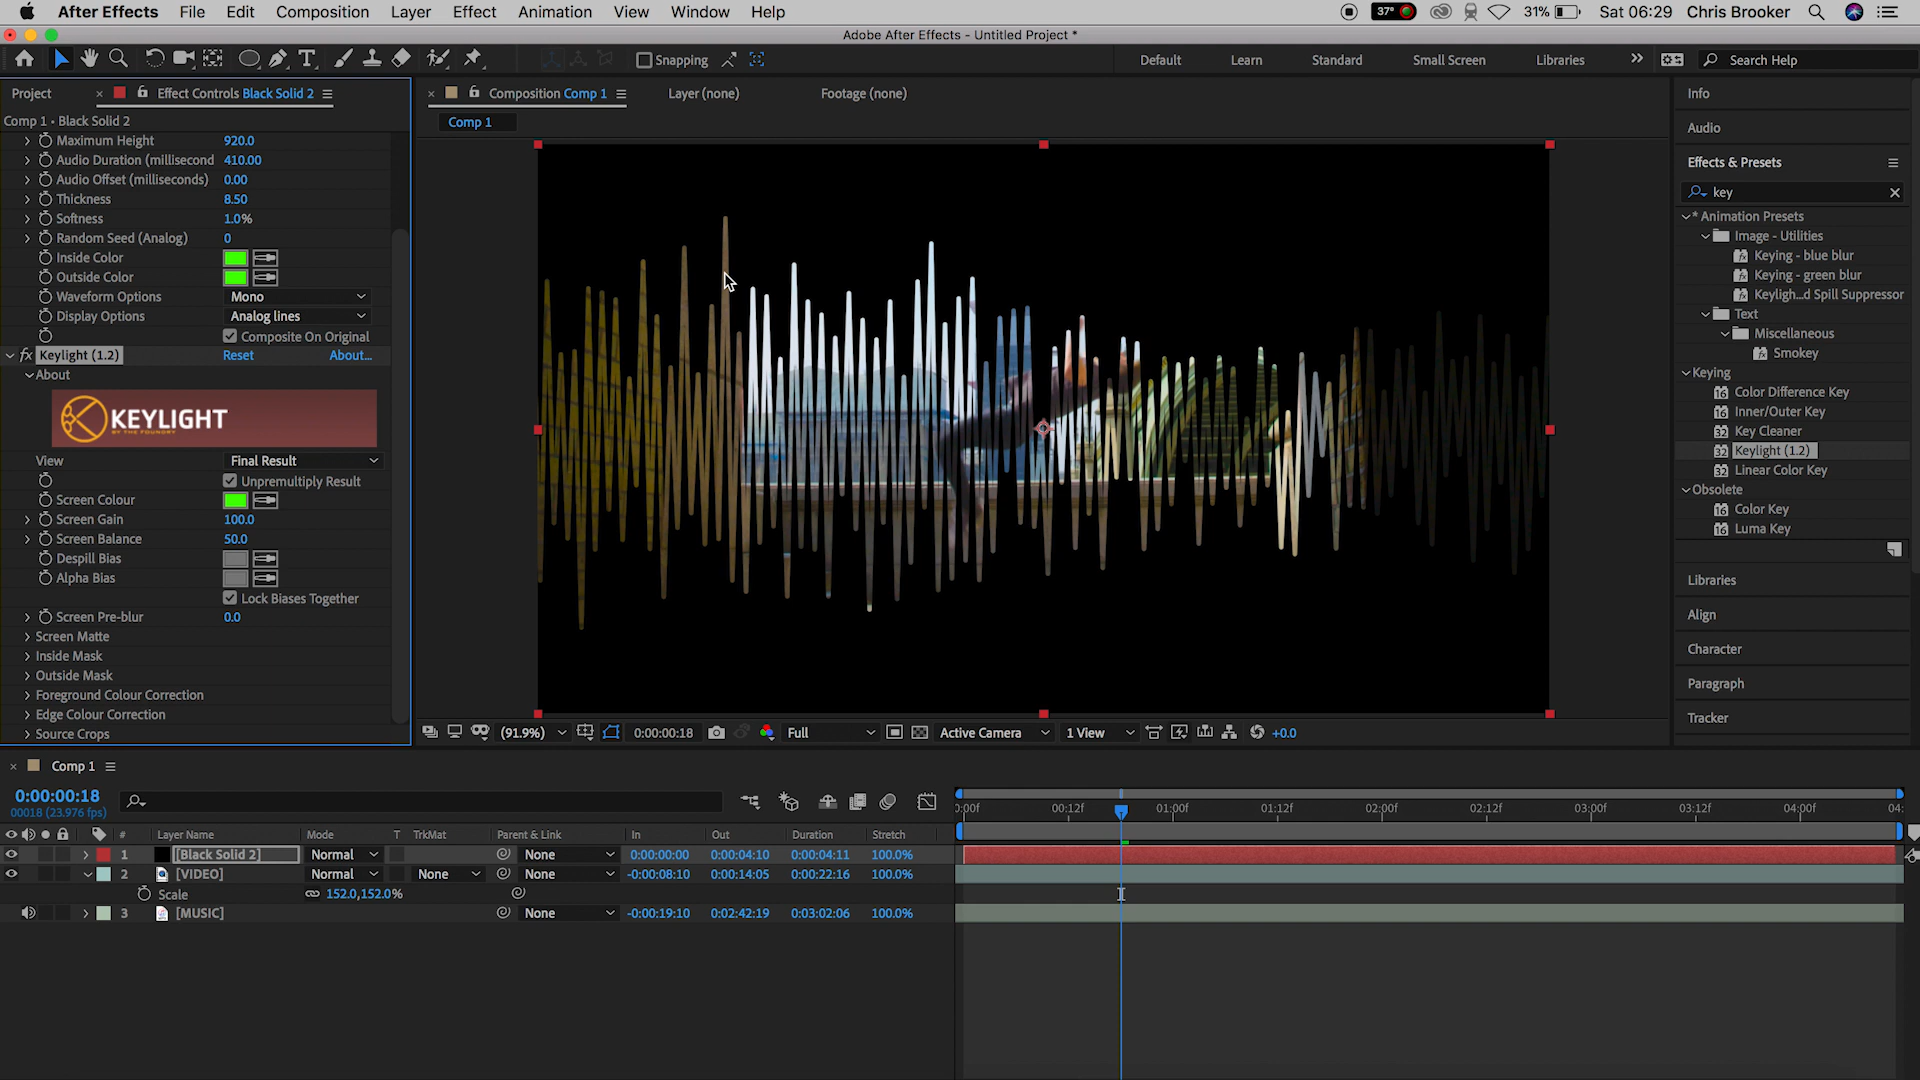 After Effects File Edit Composition Layer Effect Animation View Window Help 37° 31% Sat 06:29 Chris Brooker
Adobe After Effects - Untitled Project *
Snapping Default Learn Standard Small Screen Libraries Search Help
Project Effect Controls Black Solid 2
Comp 1 • Black Solid 2
Maximum Height 920.0
Audio Duration (millisecond 410.00
Audio Offset (milliseconds) 0.00
Thickness 8.50
Softness 1.0%
Random Seed (Analog) 0
Inside Color
Outside Color
Waveform Options Mono
Display Options Analog lines
Composite On Original
fx Keylight (1.2) Reset About...
About
KEYLIGHT
BY THE FOUNDRY
View Final Result
Unpremultiply Result
Screen Colour
Screen Gain 100.0
Screen Balance 50.0
Despill Bias
Alpha Bias
Lock Biases Together
Screen Pre-blur 0.0
Screen Matte
Inside Mask
Outside Mask
Foreground Colour Correction
Edge Colour Correction
Source Crops
Composition Comp 1 Layer (none) Footage (none)
Comp 1
(91.9%) 0:00:00:18 Full Active Camera 1 View +0.0
Info
Audio
Effects & Presets
key
* Animation Presets
Image - Utilities
Keying - blue blur
Keying - green blur
Keyligh...d Spill Suppressor
Text
Miscellaneous
Smokey
Keying
16 Color Difference Key
16 Inner/Outer Key
16 Key Cleaner
32 Keylight (1.2)
16 Linear Color Key
Obsolete
16 Color Key
16 Luma Key
Libraries
Align
Character
Paragraph
Tracker
Comp 1
0:00:00:18
00018 (23.976 fps)
:00f 00:12f 01:00f 01:12f 02:00f 02:12f 03:00f 03:12f 04:00f 04:
# Layer Name Mode T TrkMat Parent & Link In Out Duration Stretch
1 [Black Solid 2] Normal None 0:00:00:00 0:00:04:10 0:00:04:11 100.0%
2 [VIDEO] Normal None None -0:00:08:10 0:00:14:05 0:00:22:16 100.0%
Scale 152.0,152.0%
3 [MUSIC] None -0:00:19:10 0:02:42:19 0:03:02:06 100.0%